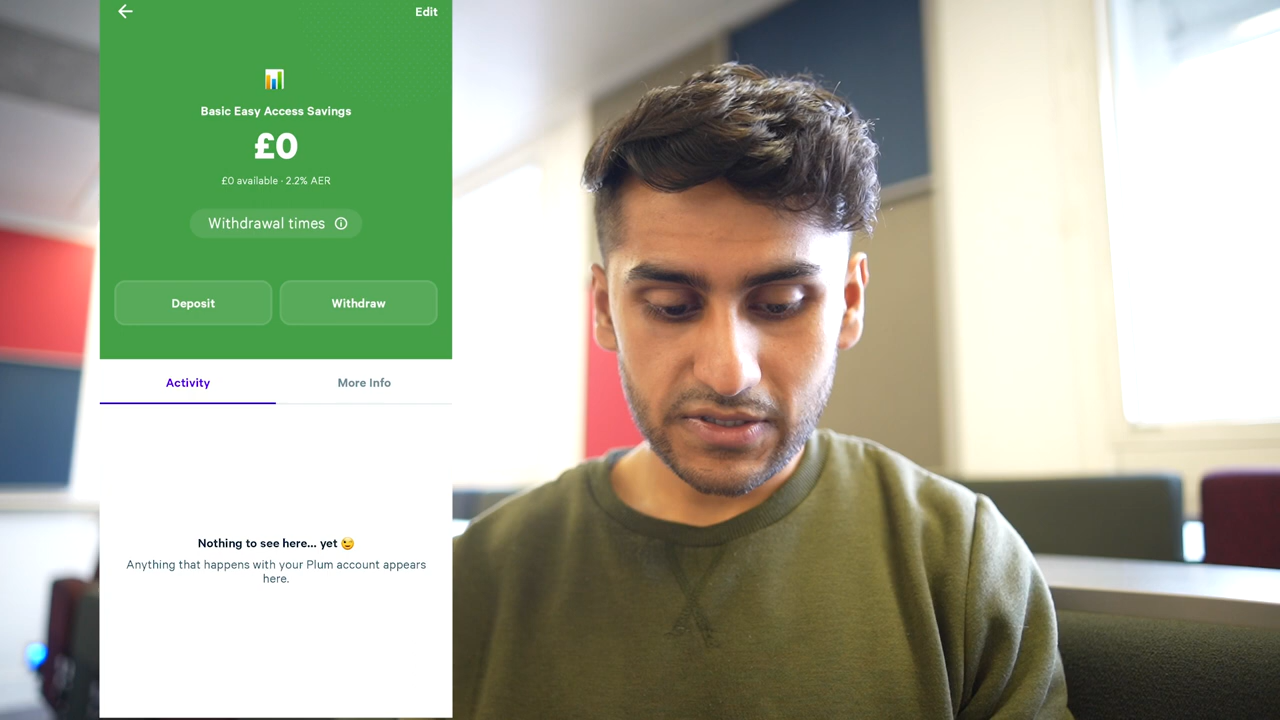 Edit
Basic Easy Access Savings
£0
£0 available · 2.2% AER
Withdrawal times
Deposit
Withdraw
Activity
More Info
Nothing to see here... yet 😉
Anything that happens with your Plum account appears
here.